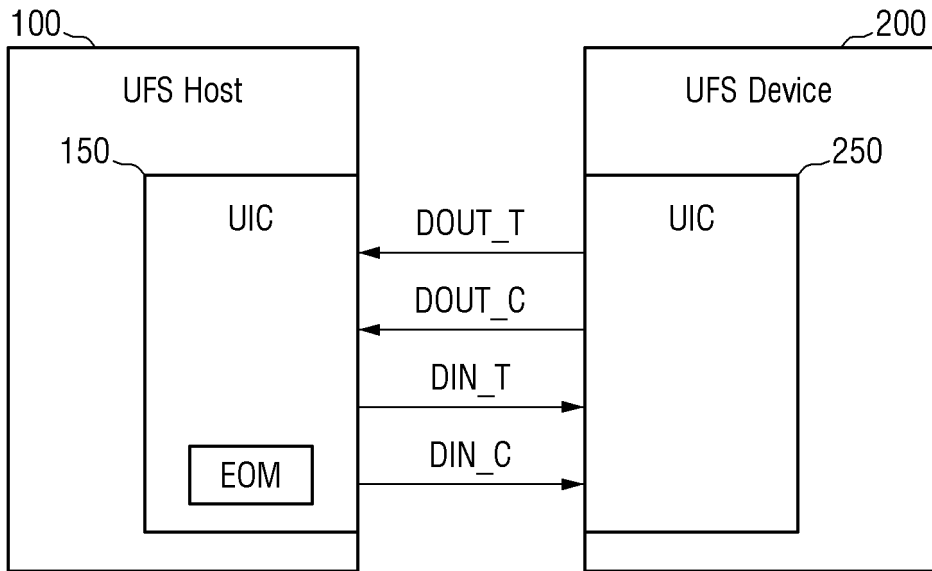 100
200
UFS Host
UFS Device
150
250
UIC
UIC
DOUT_T
DOUT_C
DIN_T
DIN_C
EOM